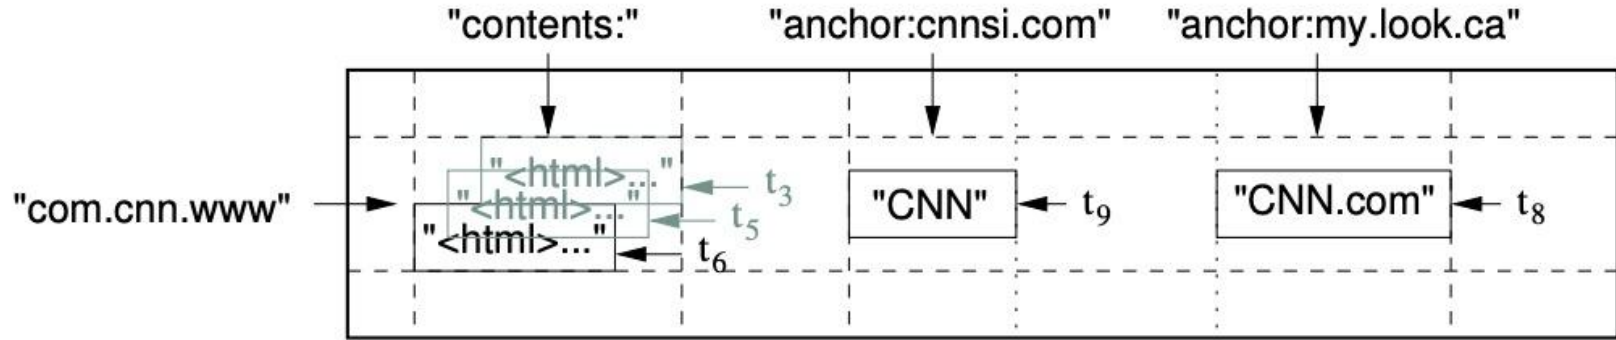 "contents:" "anchor:cnnsi.com" "anchor:my.look.ca"
"<html>..." t3
"com.cnn.www" "<html>..." t5 "CNN" t9 "CNN.com" t8
"<html>..." t6